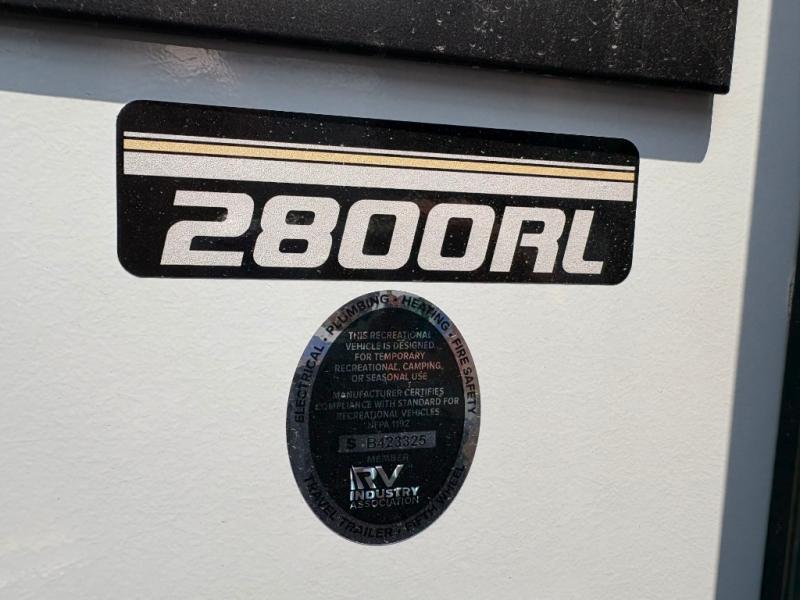 2800RL
ELECTRICAL · PLUMBING · HEATING · FIRE SAFETY
THIS RECREATIONAL
VEHICLE IS DESIGNED
FOR TEMPORARY
RECREATIONAL, CAMPING,
OR SEASONAL USE
MANUFACTURER CERTIFIES
COMPLIANCE WITH STANDARD FOR
RECREATIONAL VEHICLES
NFPA 1192
S B423325
MEMBER
RV
INDUSTRY
ASSOCIATION
TRAVEL TRAILER · FIFTH WHEEL